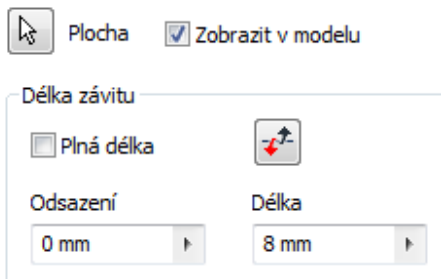 Plocha Zobrazit v modelu
Délka závitu
Plná délka
Odsazení Délka
0 mm 8 mm